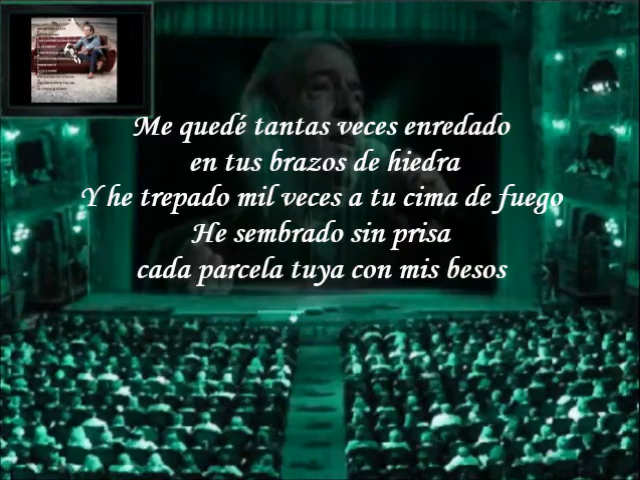 Me quedé tantas veces enredado
en tus brazos de hiedra
Y he trepado mil veces a tu cima de fuego
He sembrado sin prisa
cada parcela tuya con mis besos